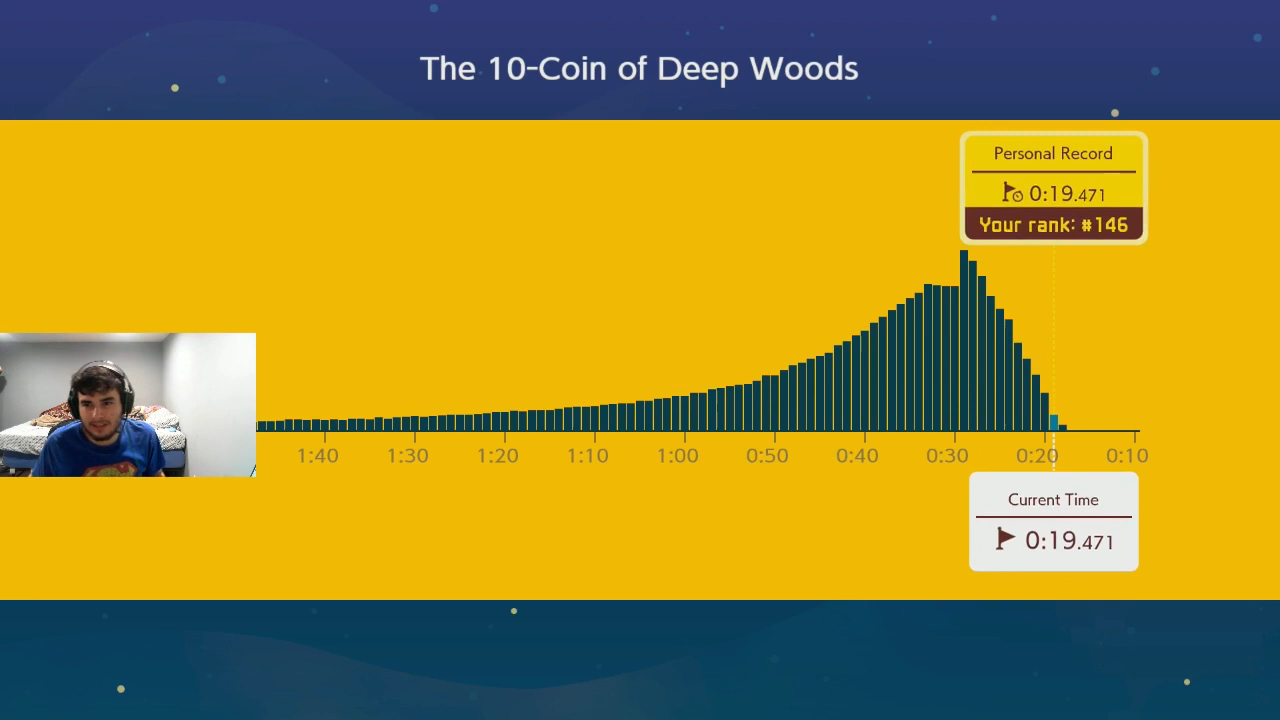 The 10-Coin of Deep Woods
Personal Record
0:19.471
Your rank: #146
1:40 1:30 1:20 1:10 1:00 0:50 0:40 0:30 0:20 0:10
Current Time
0:19.471